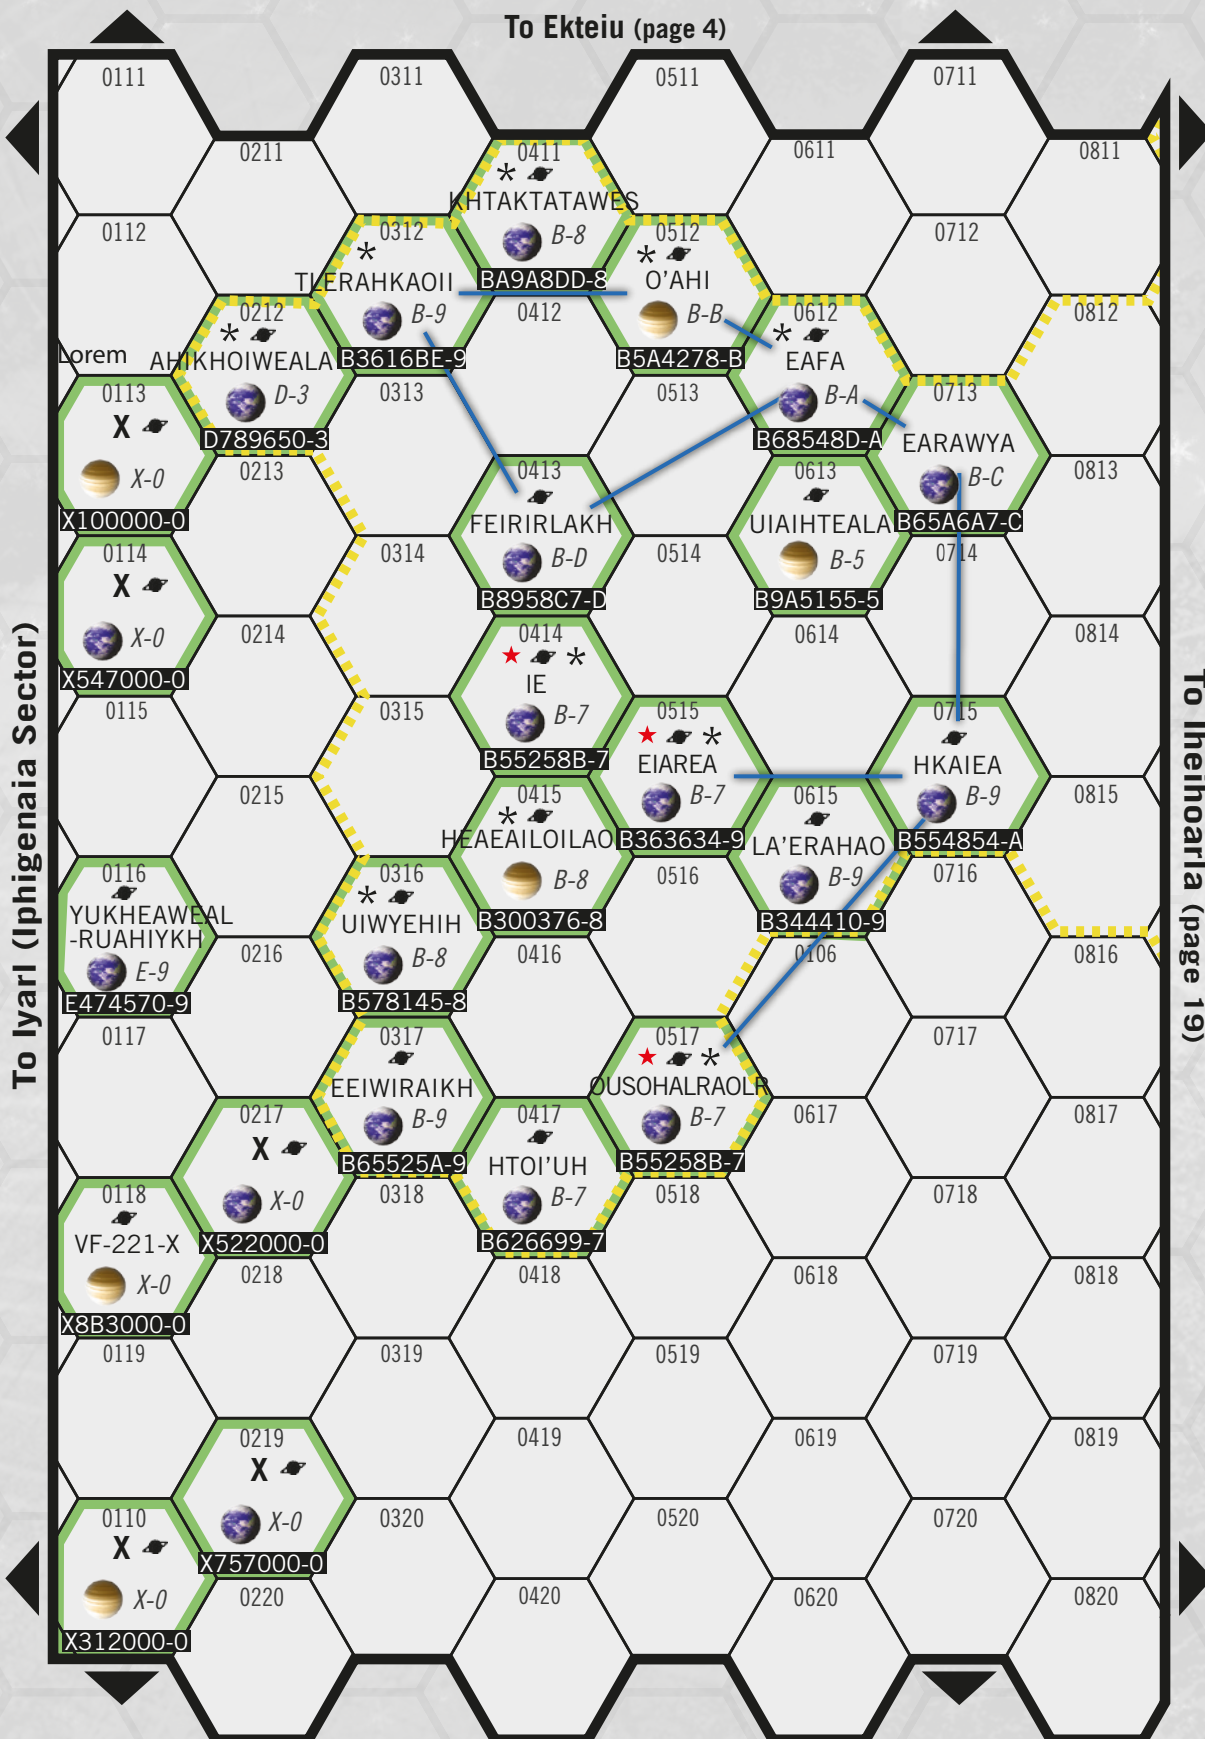 To Ekteiu (page 4)
0111
0311
0511
0711
0211
0411
*
KHTAKTATAWES
B-8
BA9A8DD-8
0611
0811
0112
0312
*
TLERAHKAOII
B-9
B3616BE-9
0512
*
O'AHI
B-B
B5A4278-B
0712
Lorem
0212
*
AHIKHOIWEALA
D-3
D789650-3
0412
0612
*
EAFA
B-A
B68548D-A
0812
0113
X
X-0
X100000-0
0313
0513
0713
EARAWYA
B-C
B65A6A7-C
0213
0413
FEIRIRLAKH
B-D
B8958C7-D
0613
UIAIHTEALA
B-5
B9A5155-5
0813
0114
X
X-0
X547000-0
0314
0514
0714
0214
0414
*
IE
B-7
B55258B-7
0614
0814
0115
0315
0515
*
EIAREA
B-7
B363634-9
0715
HKAIEA
B-9
B554854-A
0215
0415
*
HEAEAILOILAO
B-8
B300376-8
0615
LA'ERAHAO
B-9
B344410-9
0815
0116
YUKHEAWEAL
-RUAHIYKH
E-9
E474570-9
0316
*
UIWYEHIH
B-8
B578145-8
0516
0716
0216
0416
0106
0816
0117
0317
EEIWIRAIKH
B-9
B65525A-9
0517
*
OUSOHALRAOLR
B-7
B55258B-7
0717
0217
X
X-0
X522000-0
0417
HTOI'UH
B-7
B626699-7
0617
0817
0118
VF-221-X
X-0
X8B3000-0
0318
0518
0718
0218
0418
0618
0818
0119
0319
0519
0719
0219
X
X-0
X757000-0
0419
0619
0819
0110
X
X-0
X312000-0
0320
0520
0720
0220
0420
0620
0820
To Iyarl (Iphigenaia Sector)
To Iheihoarla (page 19)